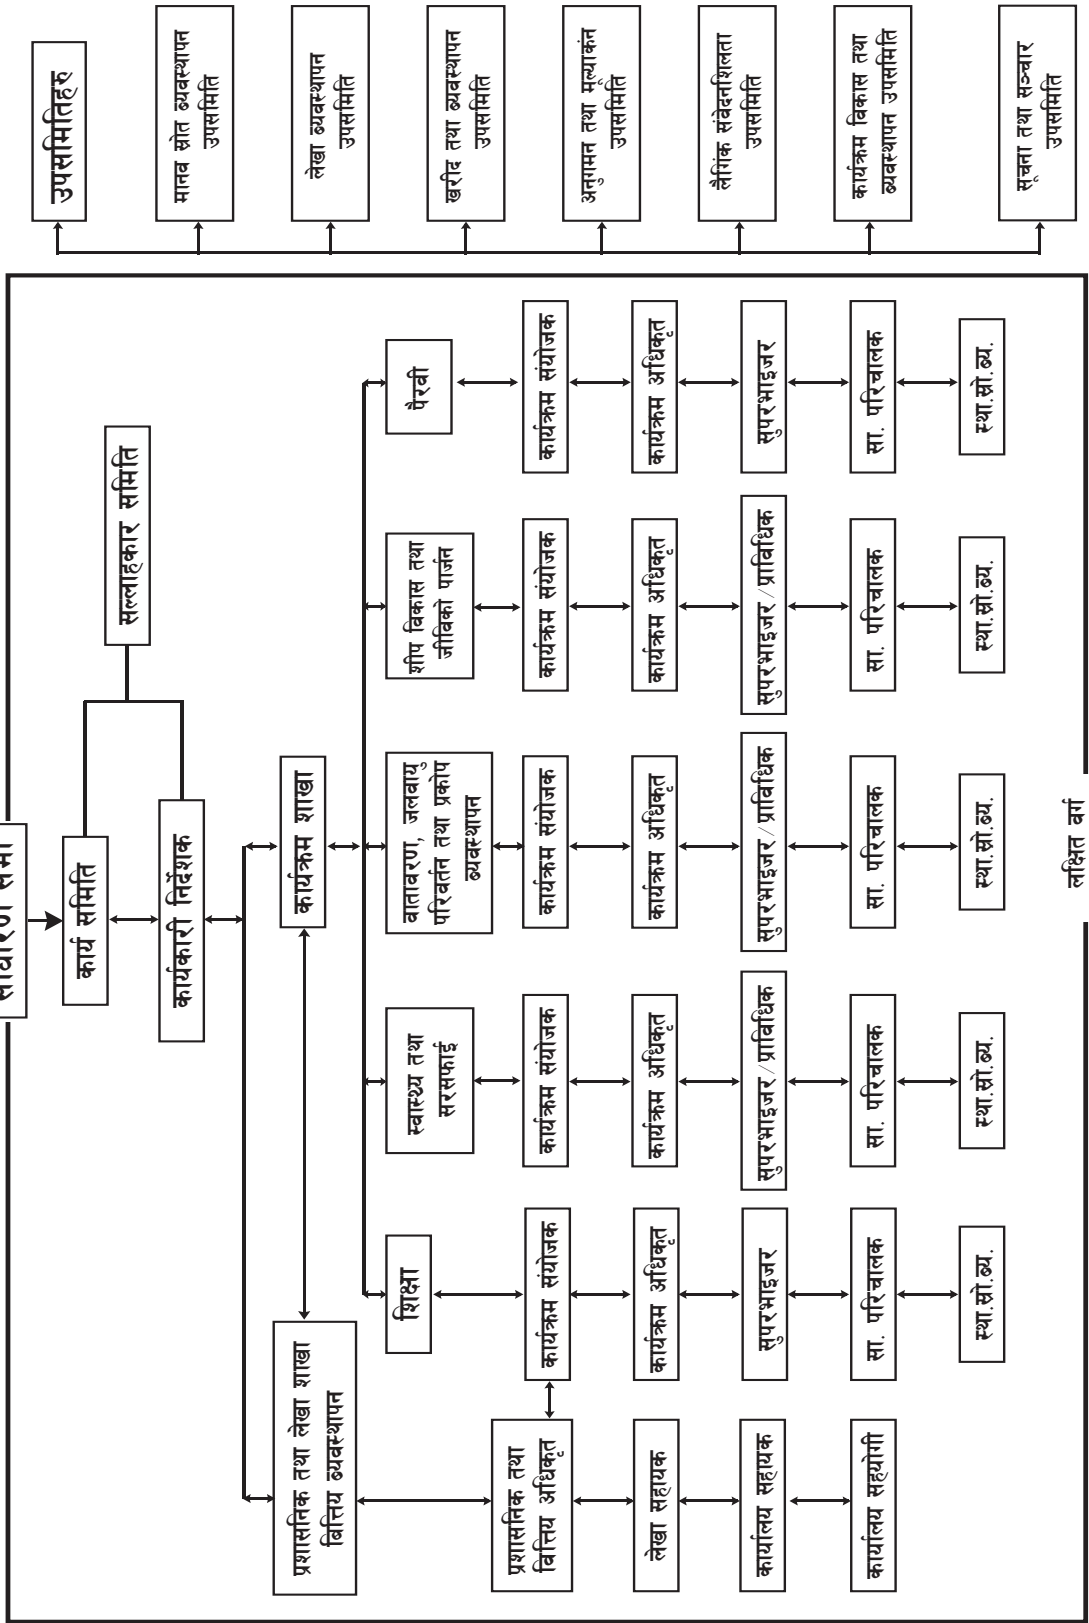 साधारण सभा
कार्य समिति
सल्लाहकार समिति
कार्यकारी निर्देशक
प्रशासनिक तथा लेखा शाखा
बित्तिय ब्यवस्थापन
कार्यक्रम शाखा
शिक्षा
स्वास्थ्य तथा
सरसफाई
वातावरण, जलवायु
परिवर्तन तथा प्रकोप
ब्यवस्थापन
शीप विकास तथा
जीविको पार्जन
पैरवी
प्रशासनिक तथा
बित्तिय अधिकृत
कार्यक्रम संयोजक
कार्यक्रम संयोजक
कार्यक्रम संयोजक
कार्यक्रम संयोजक
कार्यक्रम संयोजक
लेखा सहायक
कार्यक्रम अधिकृत
कार्यक्रम अधिकृत
कार्यक्रम अधिकृत
कार्यक्रम अधिकृत
कार्यक्रम अधिकृत
कार्यालय सहायक
सुपरभाइजर
सुपरभाइजर/प्राबिधिक
सुपरभाइजर/प्राबिधिक
सुपरभाइजर/प्राबिधिक
सुपरभाइजर
कार्यालय सहयोगी
सा. परिचालक
सा. परिचालक
सा. परिचालक
सा. परिचालक
सा. परिचालक
स्था.स्रो.ब्य.
स्था.स्रो.ब्य.
स्था.स्रो.ब्य.
स्था.स्रो.ब्य.
स्था.स्रो.ब्य.
लक्षित वर्ग
उपसमितिहरु
मानव स्रोत ब्यवस्थापन
उपसमिति
लेखा ब्यवस्थापन
उपसमिति
खरीद तथा ब्यवस्थापन
उपसमिति
अनुगमन तथा मूल्याकंन
उपसमिति
लैगिंक संवेदनशिलता
उपसमिति
कार्यक्रम विकास तथा
ब्यवस्थापन उपसमिति
सूचना तथा सञ्चार
उपसमिति